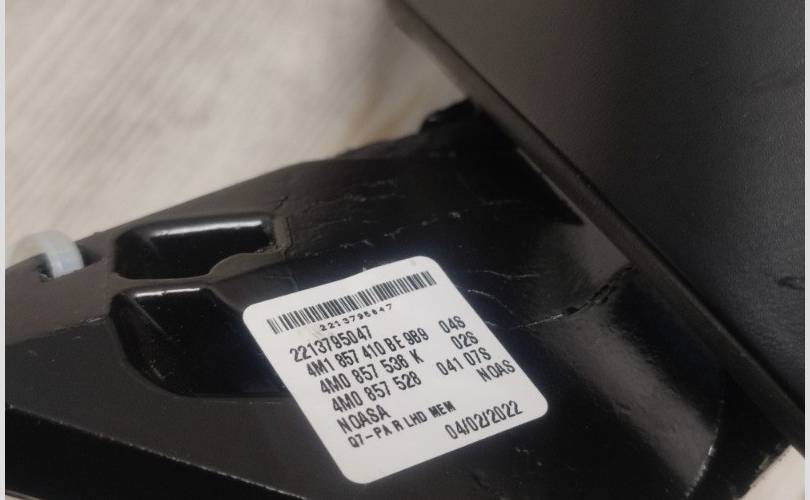 2213795047
2213795047
4M1 857 410 BE 9B9 04S
4M0 857 536 K 02S
4M0 857 528 041 07S
NOASA NOAS
Q7-PA R LHD MEM
04/02/2022